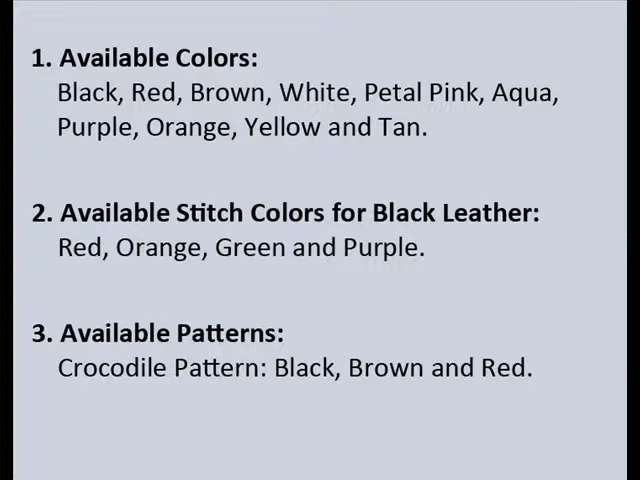 1. Available Colors:
Black, Red, Brown, White, Petal Pink, Aqua,
Purple, Orange, Yellow and Tan.
2. Available Stitch Colors for Black Leather:
Red, Orange, Green and Purple.
3. Available Patterns:
Crocodile Pattern: Black, Brown and Red.